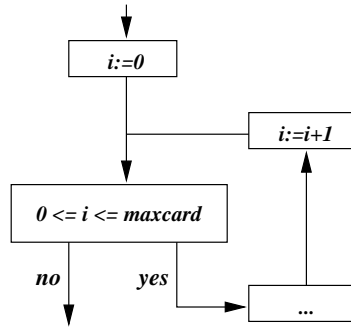 i:=0
i:=i+1
0 <= i <= maxcard
no
yes
...